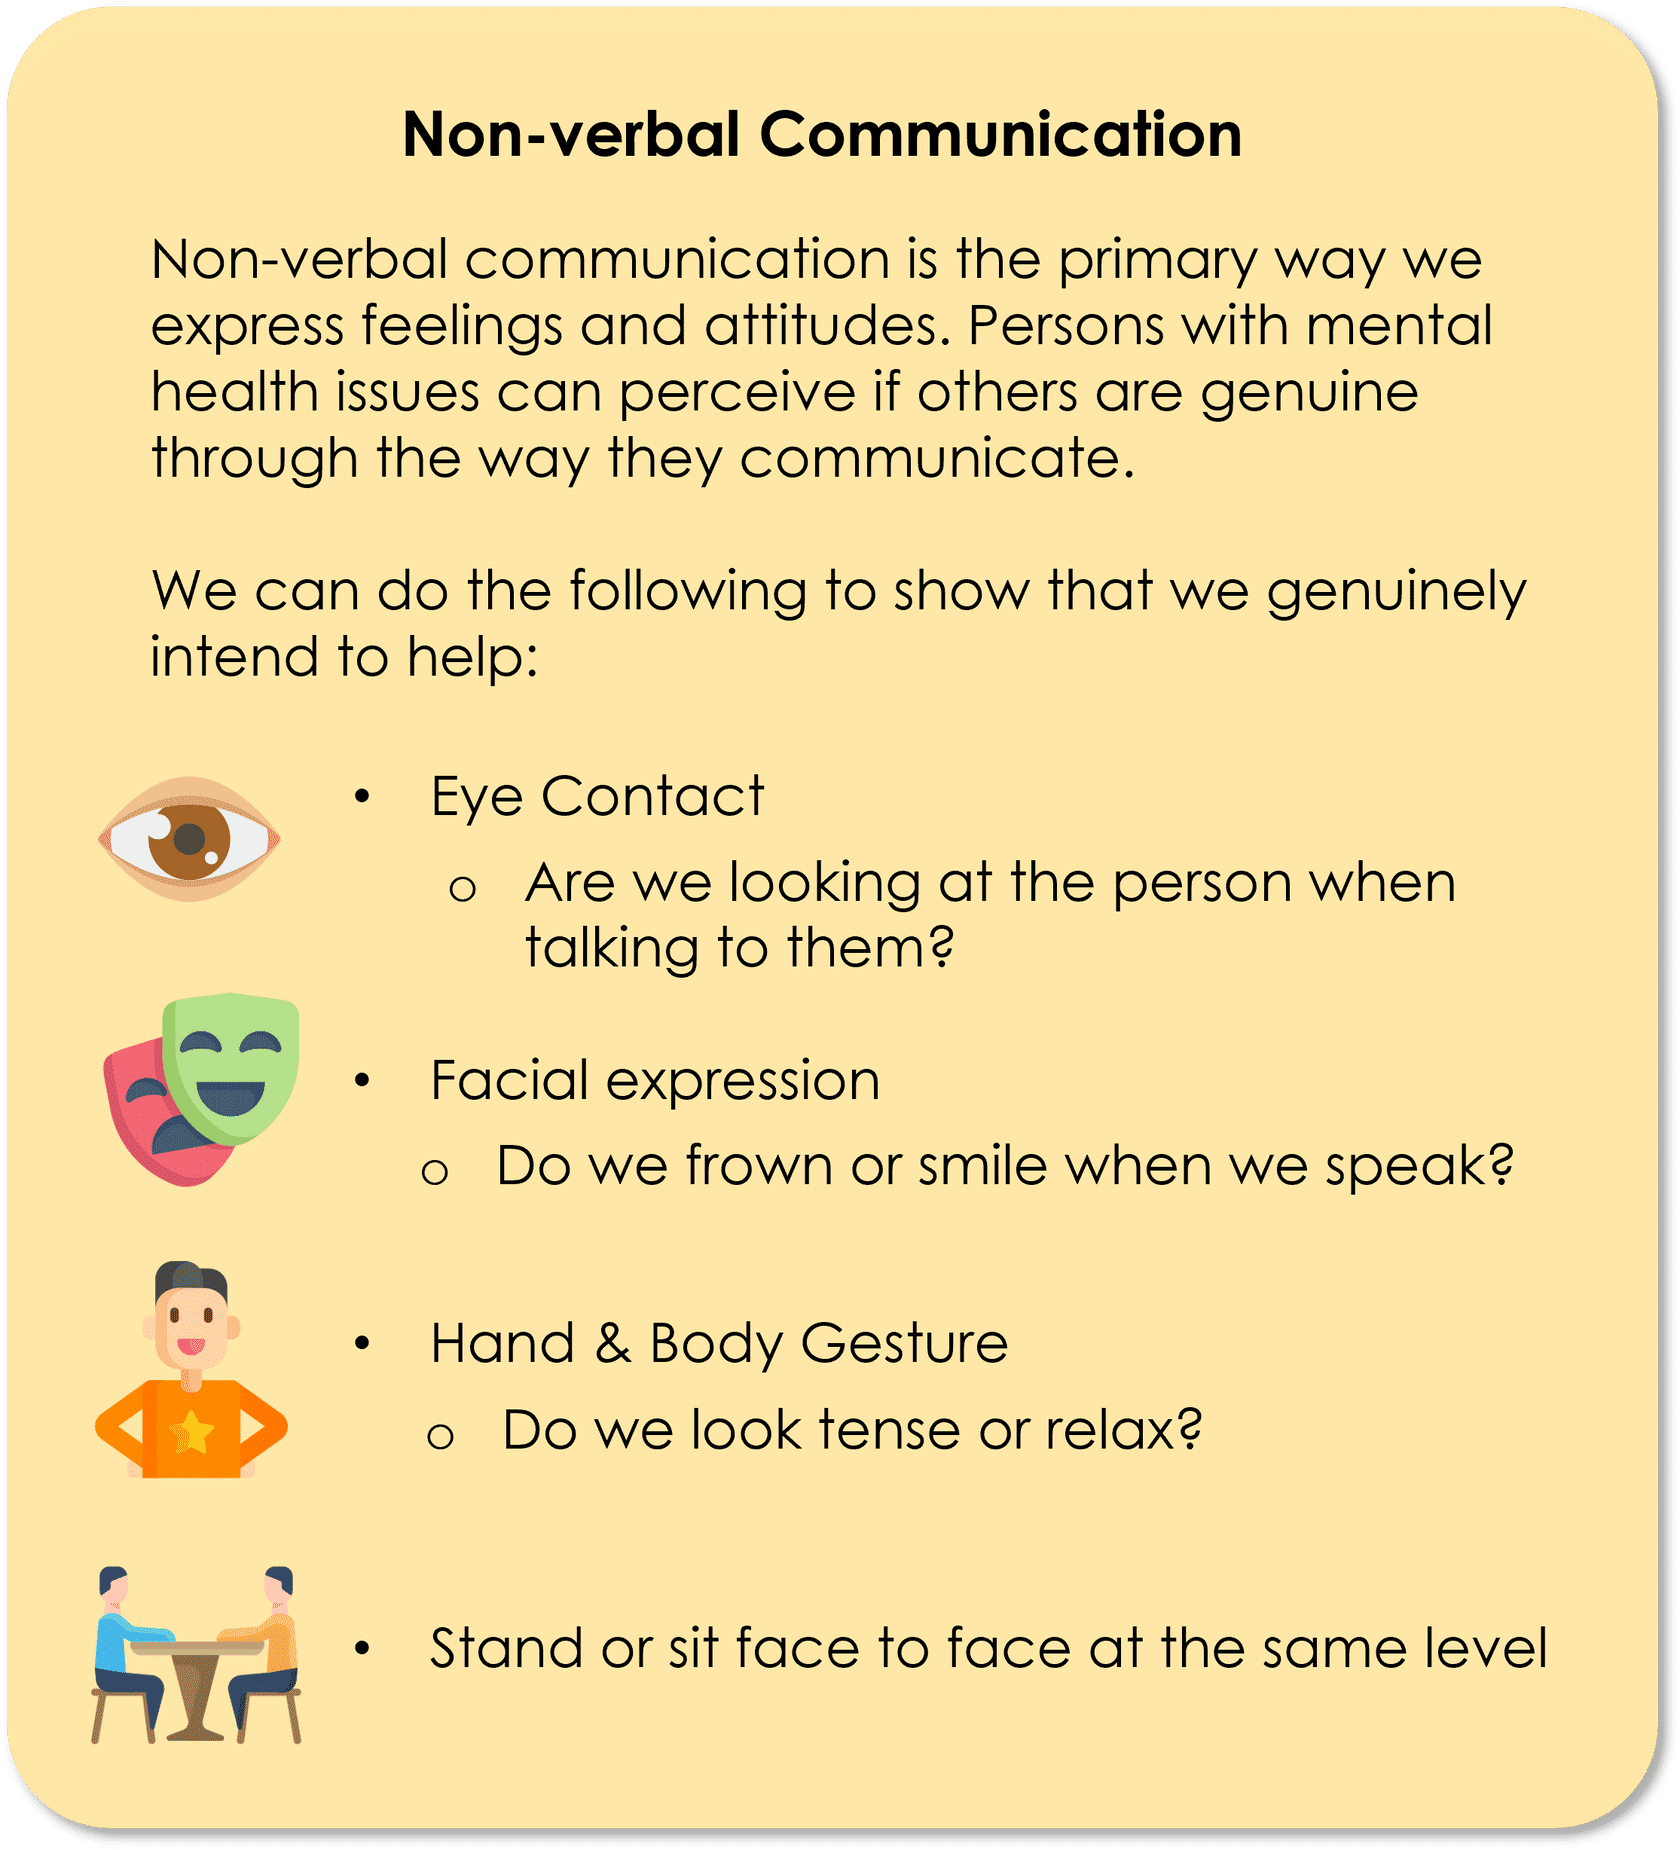 Non-verbal Communication
Non-verbal communication is the primary way we
express feelings and attitudes. Persons with mental
health issues can perceive if others are genuine
through the way they communicate.
We can do the following to show that we genuinely
intend to help:
• Eye Contact
o Are we looking at the person when
talking to them?
• Facial expression
o Do we frown or smile when we speak?
• Hand & Body Gesture
o Do we look tense or relax?
• Stand or sit face to face at the same level